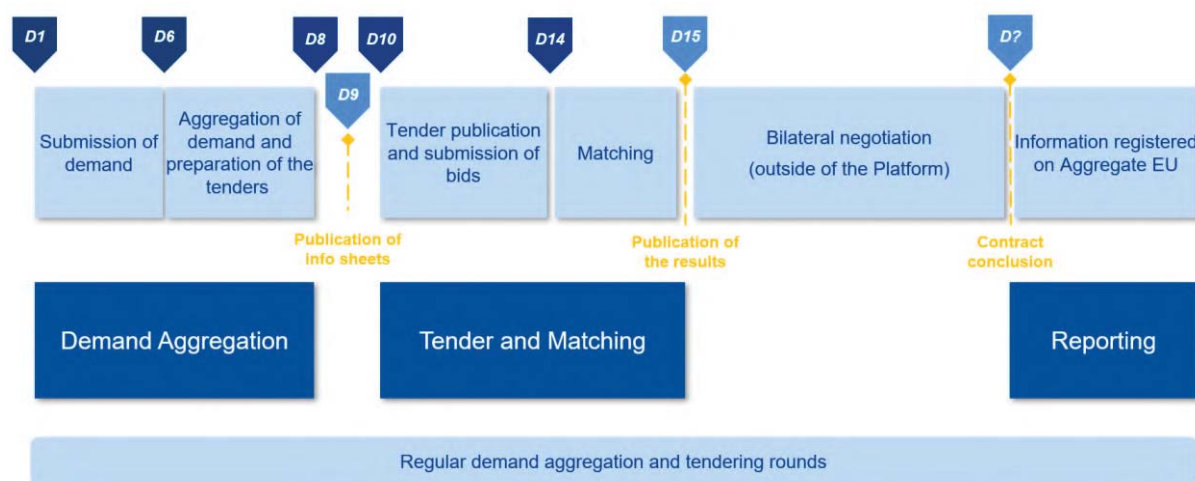 D1
D6
D8
D9
D10
D14
D15
D?
Submission of
demand
Aggregation of
demand and
preparation of the
tenders
Tender publication
and submission of
bids
Matching
Bilateral negotiation
(outside of the Platform)
Information registered
on Aggregate EU
Publication of
info sheets
Publication of
the results
Contract
conclusion
Demand Aggregation
Tender and Matching
Reporting
Regular demand aggregation and tendering rounds